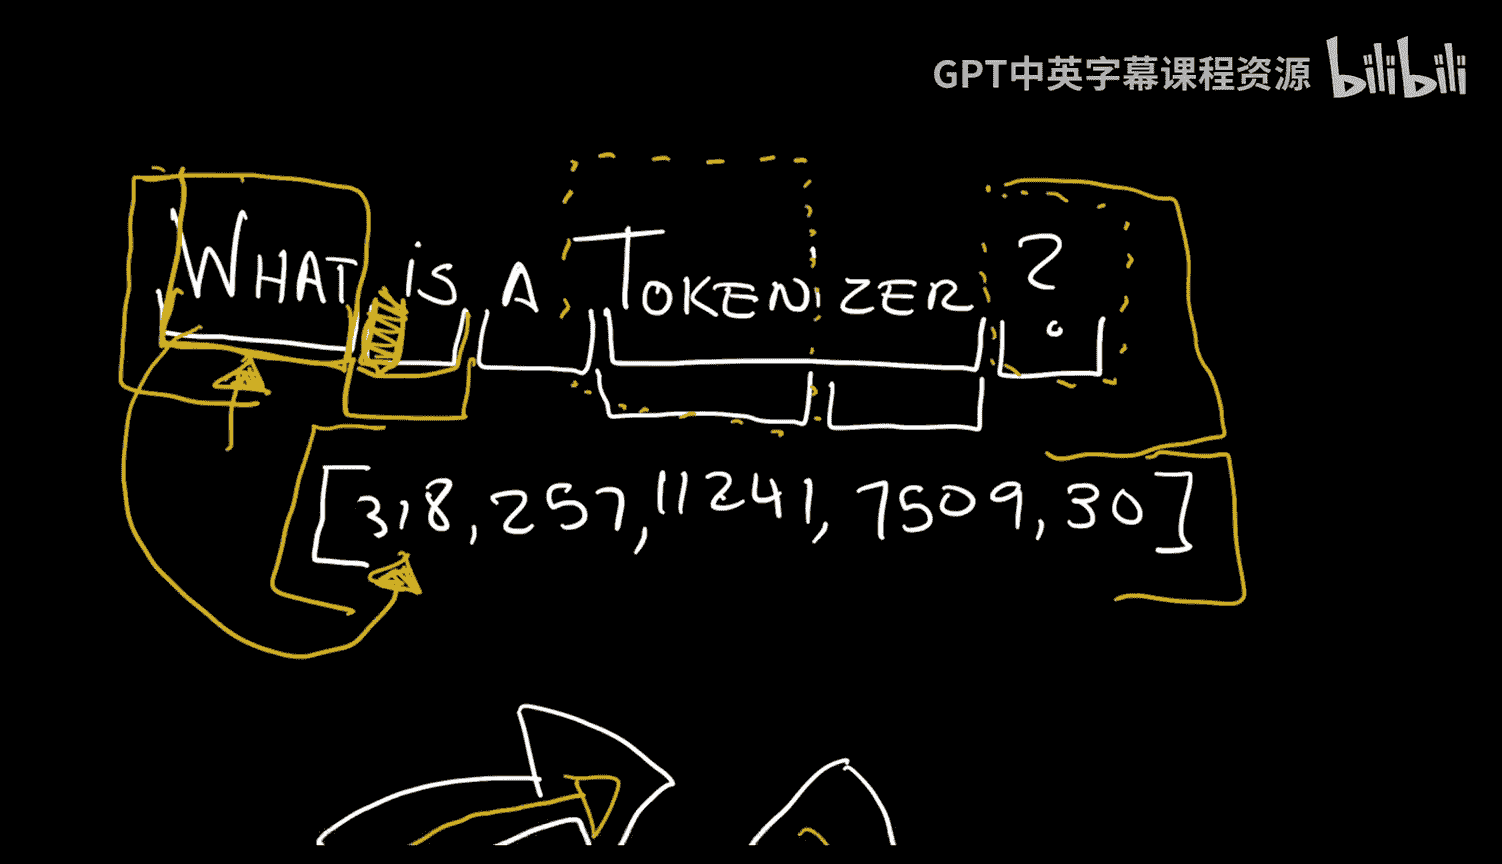 GPT中英字幕课程资源 bilibili
WHAT is A TOKENIZER ?
[318, 257, 11241, 7509, 30]